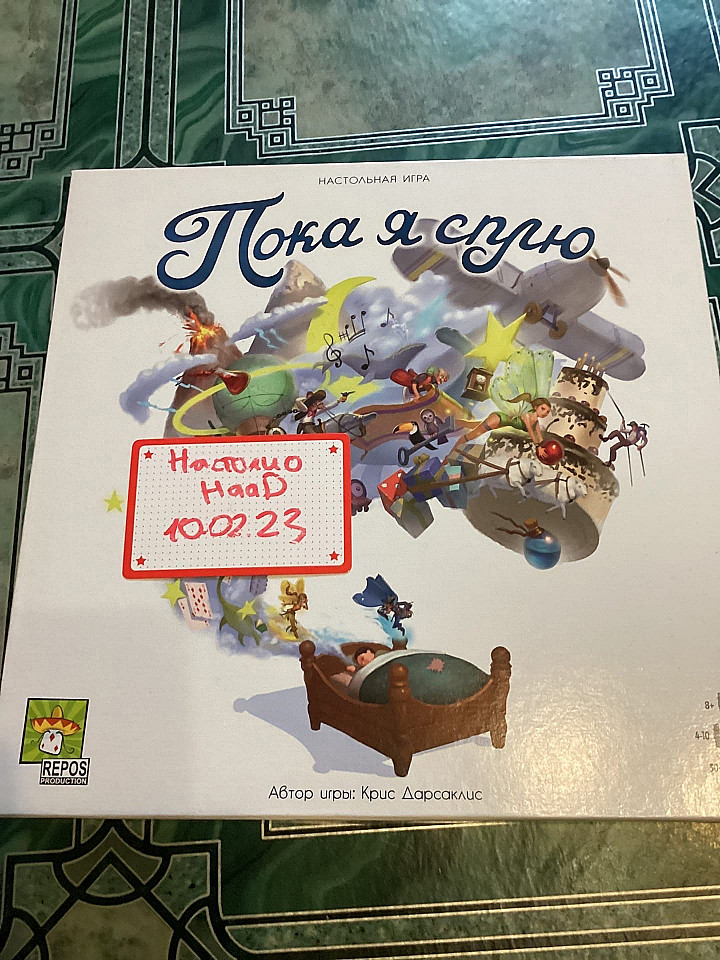 НАСТОЛЬНАЯ ИГРА
Пока я сплю
Настолио
НааD
10.02.23
8+
4-10
REPOS
PRODUCTION
Автор игры: Крис Дарсаклис